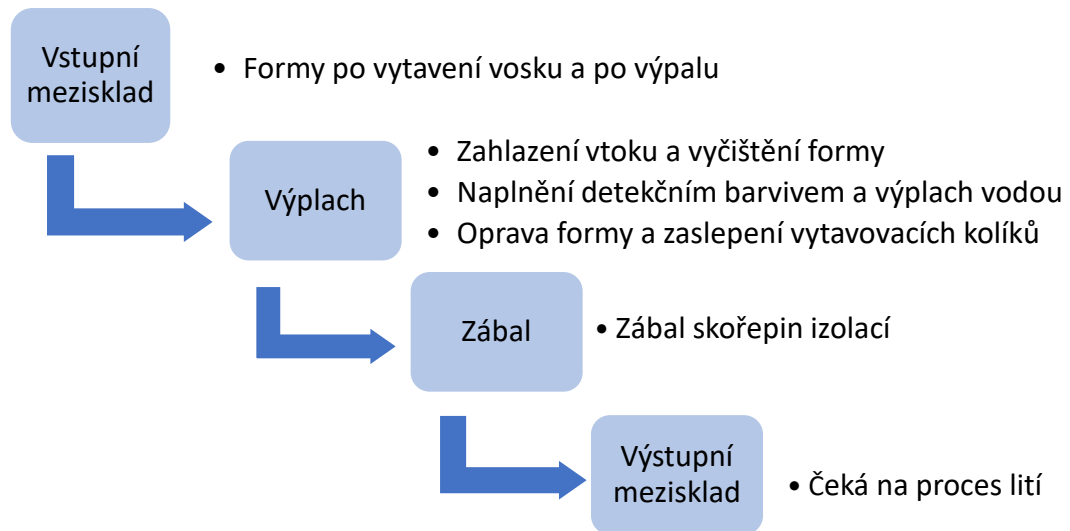 Vstupní
mezisklad
• Formy po vytavení vosku a po výpalu
Výplach
• Zahlazení vtoku a vyčištění formy
• Naplnění detekčním barvivem a výplach vodou
• Oprava formy a zaslepení vytavovacích kolíků
Zábal
• Zábal skořepin izolací
Výstupní
mezisklad
• Čeká na proces lití